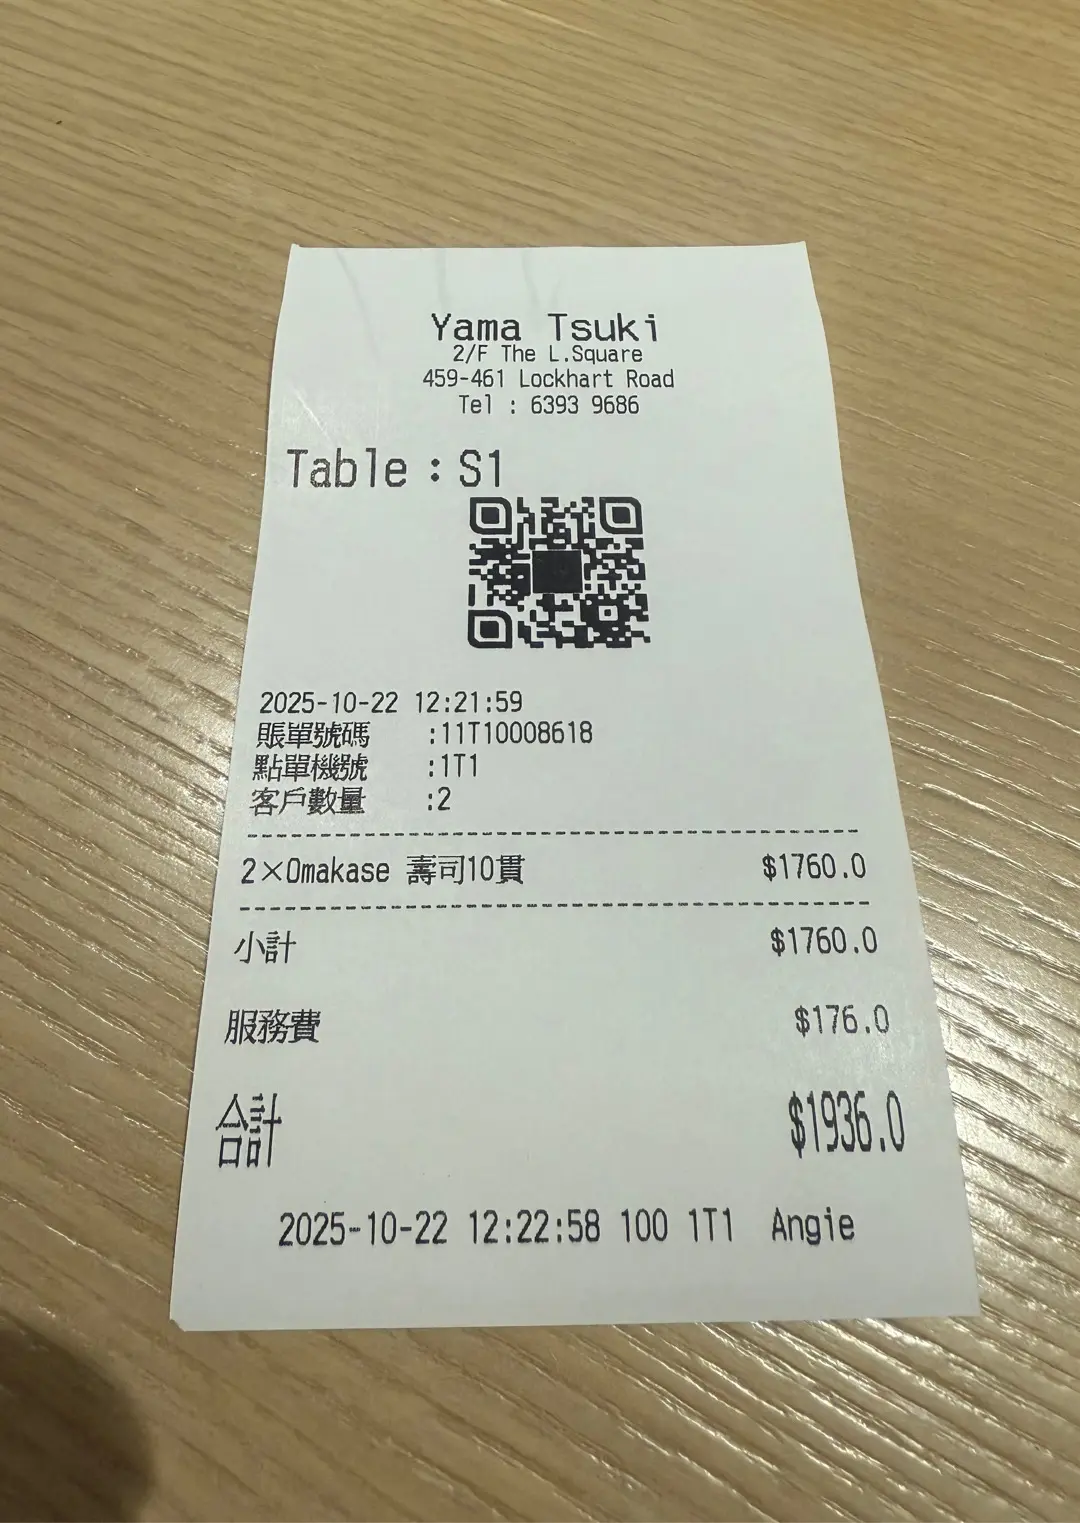 Yama Tsuki
2/F The L.Square
459-461 Lockhart Road
Tel : 6393 9686
Table：S1
2025-10-22 12:21:59
賬單號碼 :11T10008618
點單機號 :1T1
客戶數量 :2
2×Omakase 壽司10貫 $1760.0
小計 $1760.0
服務費 $176.0
合計 $1936.0
2025-10-22 12:22:58 100 1T1 Angie